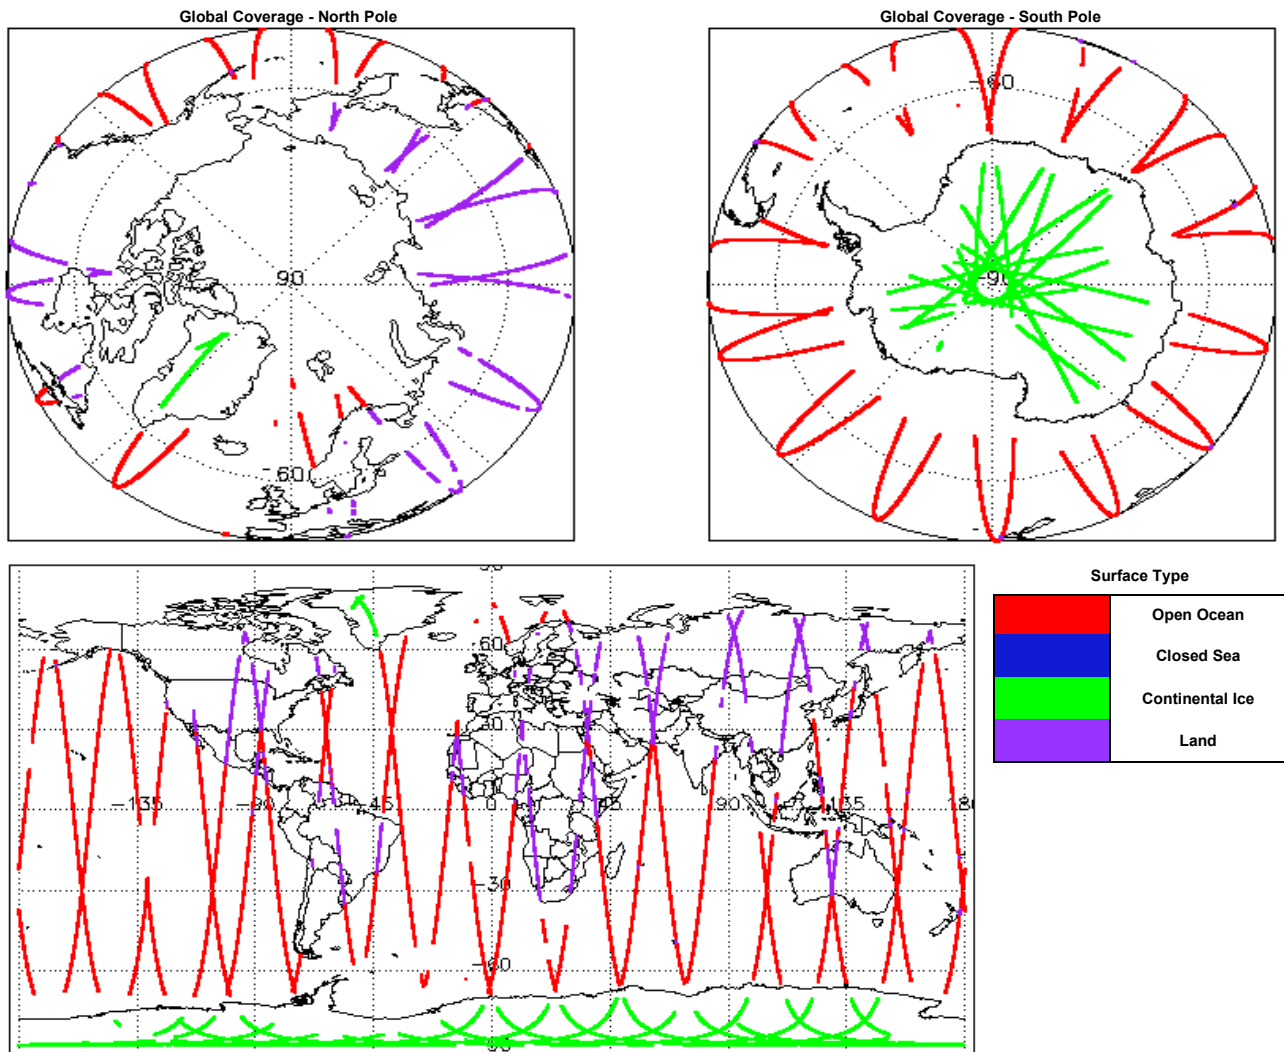 Global Coverage - North Pole
Global Coverage - South Pole
-60
90
-90
-60
60
30
-135
-90
-45
0
45
90
135
180
-30
-60
Surface Type
Open Ocean
Closed Sea
Continental Ice
Land